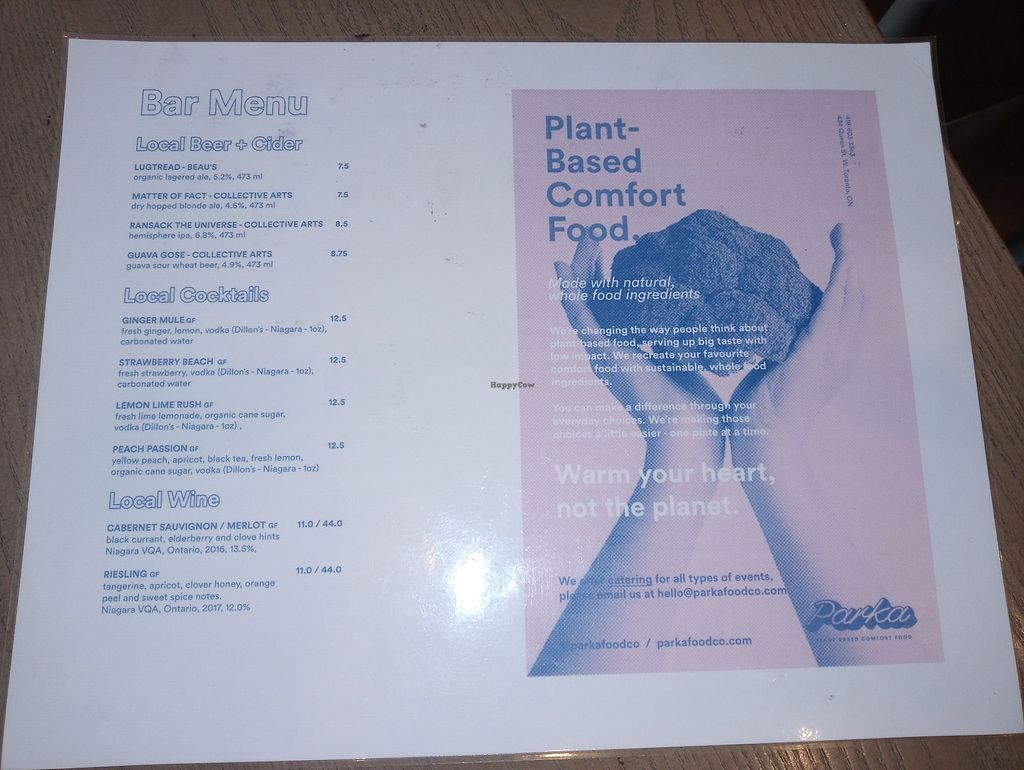 Bar Menu
Local Beer + Cider
LUGTREAD - BEAU'S 7.5
organic lagered ale, 5.2%, 473 ml
MATTER OF FACT - COLLECTIVE ARTS 7.5
dry hopped blonde ale, 4.6%, 473 ml
RANSACK THE UNIVERSE - COLLECTIVE ARTS 8.5
hemisphere ipa, 6.8%, 473 ml
GUAVA GOSE - COLLECTIVE ARTS 8.75
guava sour wheat beer, 4.9%, 473 ml
Local Cocktails
GINGER MULE GF 12.5
fresh ginger, lemon, vodka (Dillon's - Niagara - 1oz),
carbonated water
STRAWBERRY BEACH GF 12.5
fresh strawberry, vodka (Dillon's - Niagara - 1oz),
carbonated water
LEMON LIME RUSH GF 12.5
fresh lime lemonade, organic cane sugar,
vodka (Dillon's - Niagara - 1oz) ,
PEACH PASSION GF 12.5
yellow peach, apricot, black tea, fresh lemon,
organic cane sugar, vodka (Dillon's - Niagara - 1oz)
Local Wine
CABERNET SAUVIGNON / MERLOT GF 11.0 / 44.0
black currant, elderberry and clove hints
Niagara VQA, Ontario, 2016, 13.5%,
RIESLING GF 11.0 / 44.0
tangerine, apricot, clover honey, orange
peel and sweet spice notes.
Niagara VQA, Ontario, 2017, 12.0%
HappyCow
Plant-
Based
Comfort
Food.
424 Queen St. W. Toronto, ON
Made with natural,
whole food ingredients
We're changing the way people think about
plant-based food, serving up big taste with
low impact. We recreate your favourite
comfort food with sustainable, whole food
ingredients.
You can make a difference through your
everyday choices. We're making those
choices a little easier - one plate at a time.
Warm your heart,
not the planet.
We offer catering for all types of events,
please email us at hello@parkafoodco.com
@parkafoodco / parkafoodco.com
Parka
PLANT BASED COMFORT FOOD